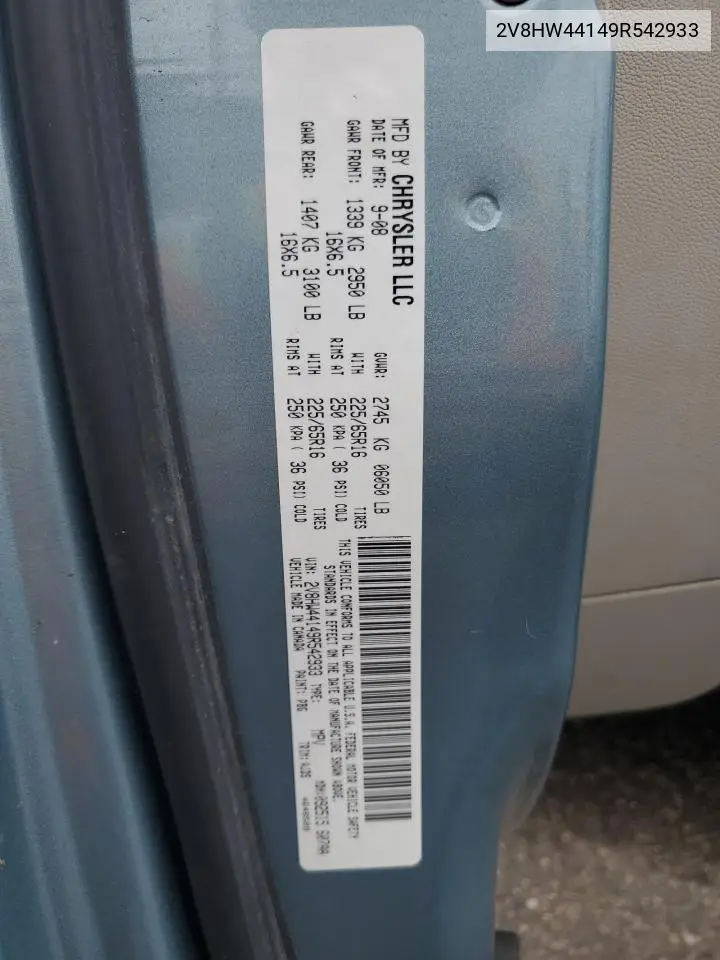 2V8HW44149R542933
MFD BY CHRYSLER LLC
DATE OF MFR: 9-08 GVWR: 2745 KG 06050 LB
GAWR FRONT: 1339 KG 2950 LB WITH 225/65R16 TIRES
16X6.5 RIMS AT 250 KPA ( 36 PSI) COLD
GAWR REAR: 1407 KG 3100 LB WITH 225/65R16 TIRES
16X6.5 RIMS AT 250 KPA ( 36 PSI) COLD
THIS VEHICLE CONFORMS TO ALL APPLICABLE U.S.A. FEDERAL MOTOR VEHICLE SAFETY
STANDARDS IN EFFECT ON THE DATE OF MANUFACTURE SHOWN ABOVE.
VIN: 2V8HW44149R542933 TYPE: MPV MDH:092515
VEHICLE MADE IN CANADA PAINT: PBG TRIM: